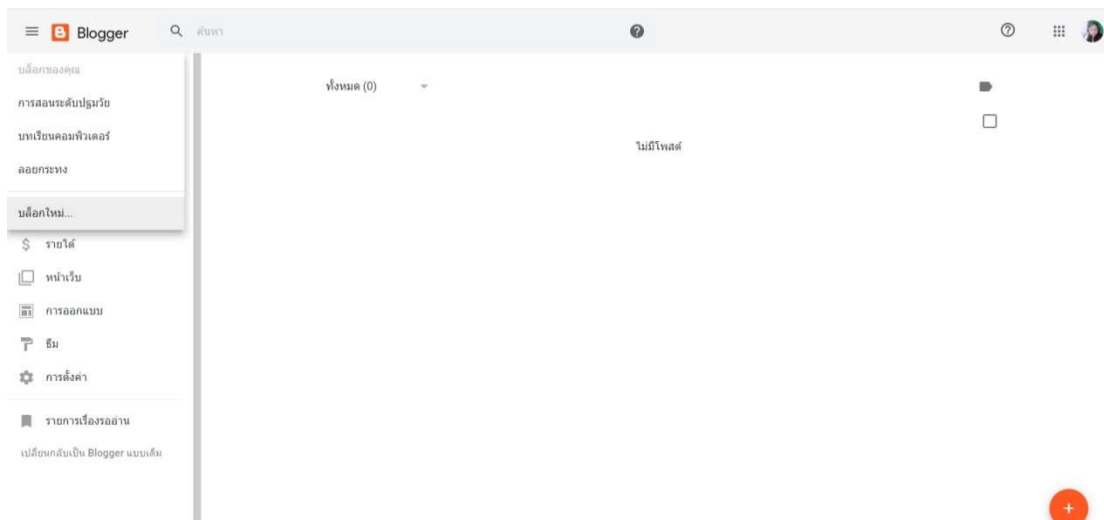 Blogger
ค้นหา
บล็อกของคุณ
การสอนระดับปฐมวัย
บทเรียนคอมพิวเตอร์
ลอยกระทง
บล็อกใหม่...
รายได้
หน้าเว็บ
การออกแบบ
ธีม
การตั้งค่า
รายการเรื่องรออ่าน
เปลี่ยนกลับเป็น Blogger แบบเดิม
ทั้งหมด (0)
ไม่มีโพสต์